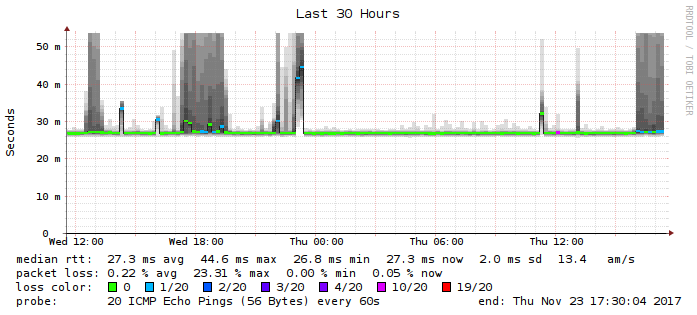 Last 30 Hours
RRDTOOL / TOBI OETIKER
Seconds
50 m
40 m
30 m
20 m
10 m
0
Wed 12:00 Wed 18:00 Thu 00:00 Thu 06:00 Thu 12:00
median rtt: 27.3 ms avg 44.6 ms max 26.8 ms min 27.3 ms now 2.0 ms sd 13.4 am/s
packet loss: 0.22 % avg 23.31 % max 0.00 % min 0.05 % now
loss color: 0 1/20 2/20 3/20 4/20 10/20 19/20
probe: 20 ICMP Echo Pings (56 Bytes) every 60s end: Thu Nov 23 17:30:04 2017